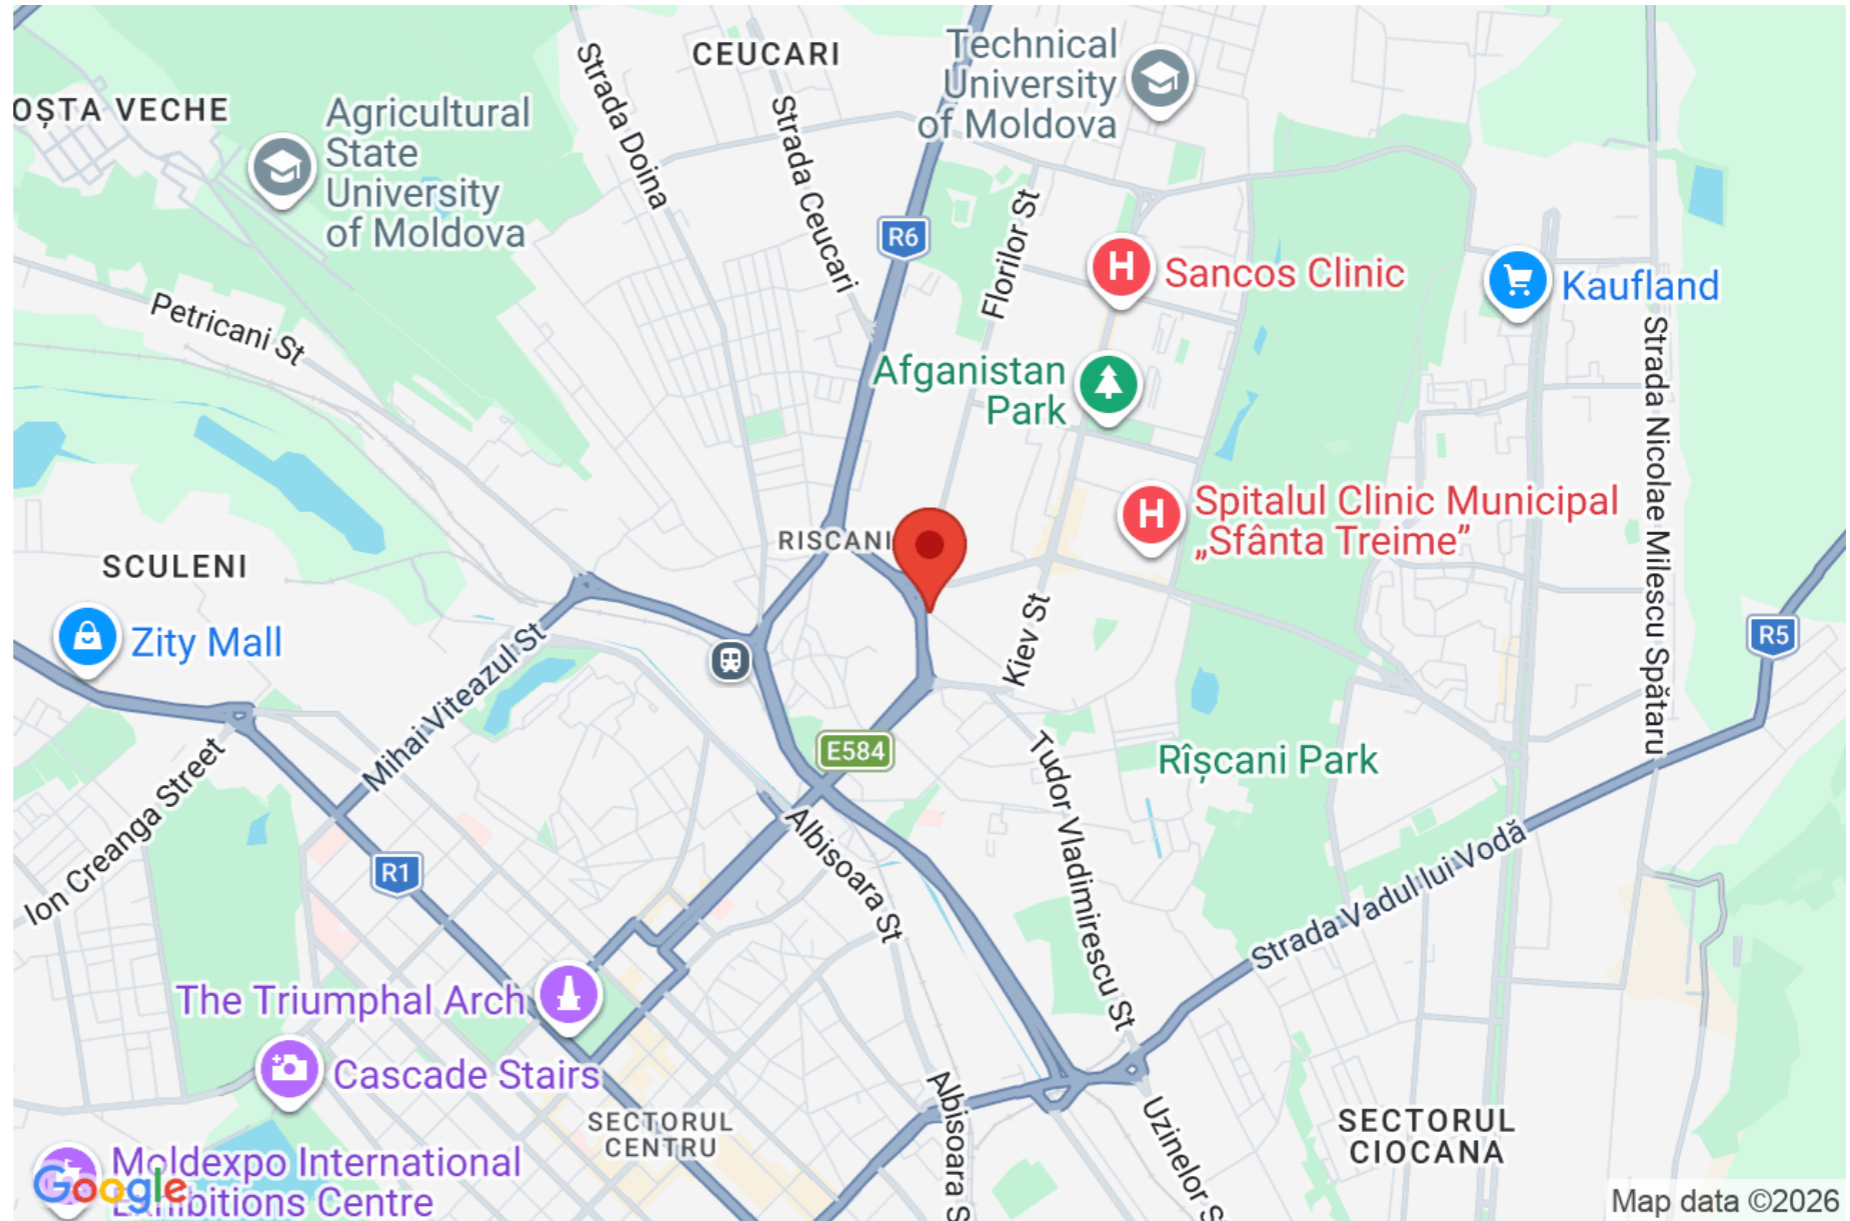 CEUCARI
Technical
University
of Moldova
OȘTA VECHE
Agricultural
State
University
of Moldova
Strada Doina
Strada Ceucari
R6
Florilor St
Sancos Clinic
Kaufland
Petricani St
Afganistan
Park
Strada Nicolae Milescu Spătaru
Spitalul Clinic Municipal
„Sfânta Treime”
RISCANI
SCULENI
Zity Mall
Mihai Viteazul St
Kiev St
R5
E584
Rîșcani Park
Ion Creanga Street
Tudor Vladimirescu St
Albisoara St
R1
Strada Vadul lui Vodă
The Triumphal Arch
Cascade Stairs
SECTORUL
CENTRU
Albisoara S
Uzinelor S
SECTORUL
CIOCANA
Moldexpo International
Exhibitions Centre
Google
Map data ©2026